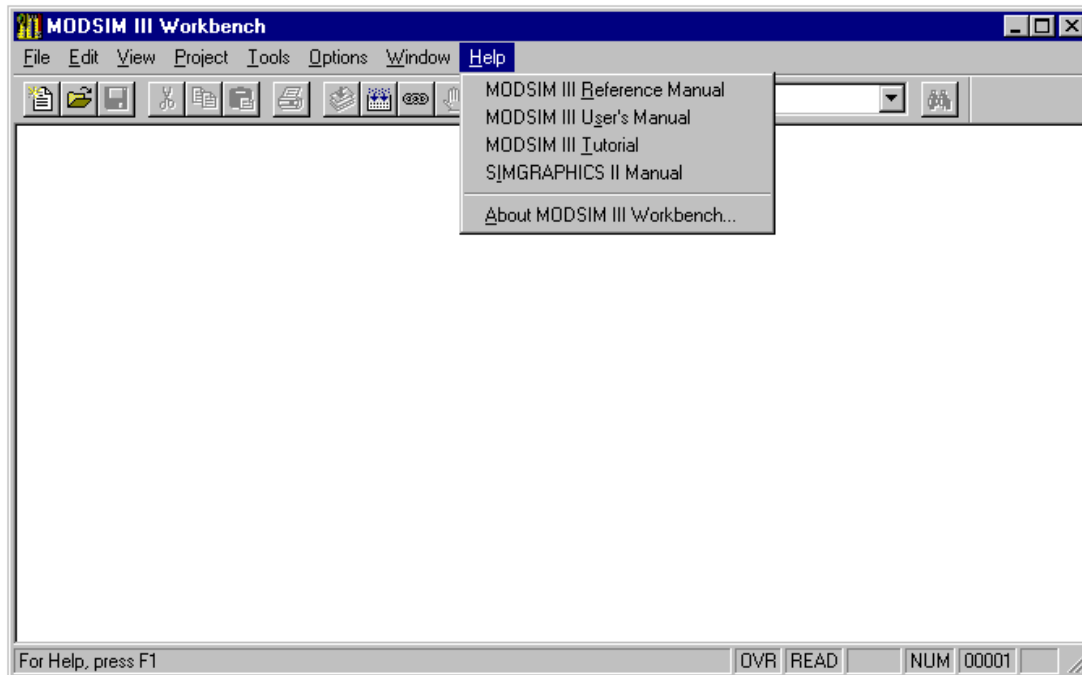 MODSIM III Workbench
File Edit View Project Tools Options Window Help
MODSIM III Reference Manual
MODSIM III User's Manual
MODSIM III Tutorial
SIMGRAPHICS II Manual
About MODSIM III Workbench...
For Help, press F1 OVR READ NUM 00001